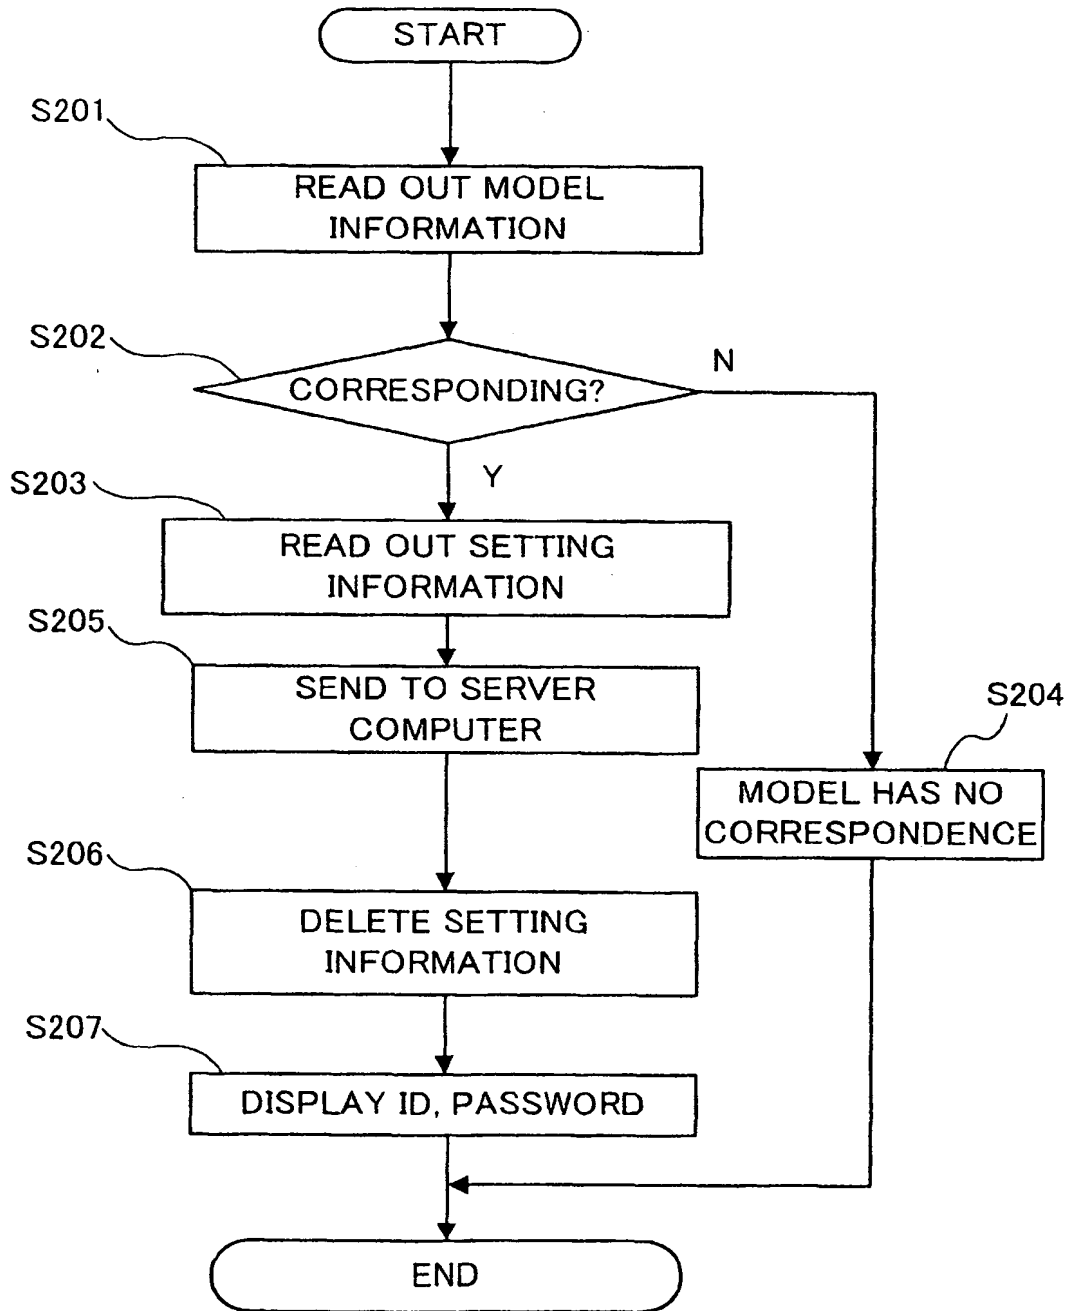 START
S201
READ OUT MODEL
INFORMATION
S202
CORRESPONDING?
N
Y
S203
READ OUT SETTING
INFORMATION
S205
SEND TO SERVER
COMPUTER
S204
MODEL HAS NO
CORRESPONDENCE
S206
DELETE SETTING
INFORMATION
S207
DISPLAY ID, PASSWORD
END